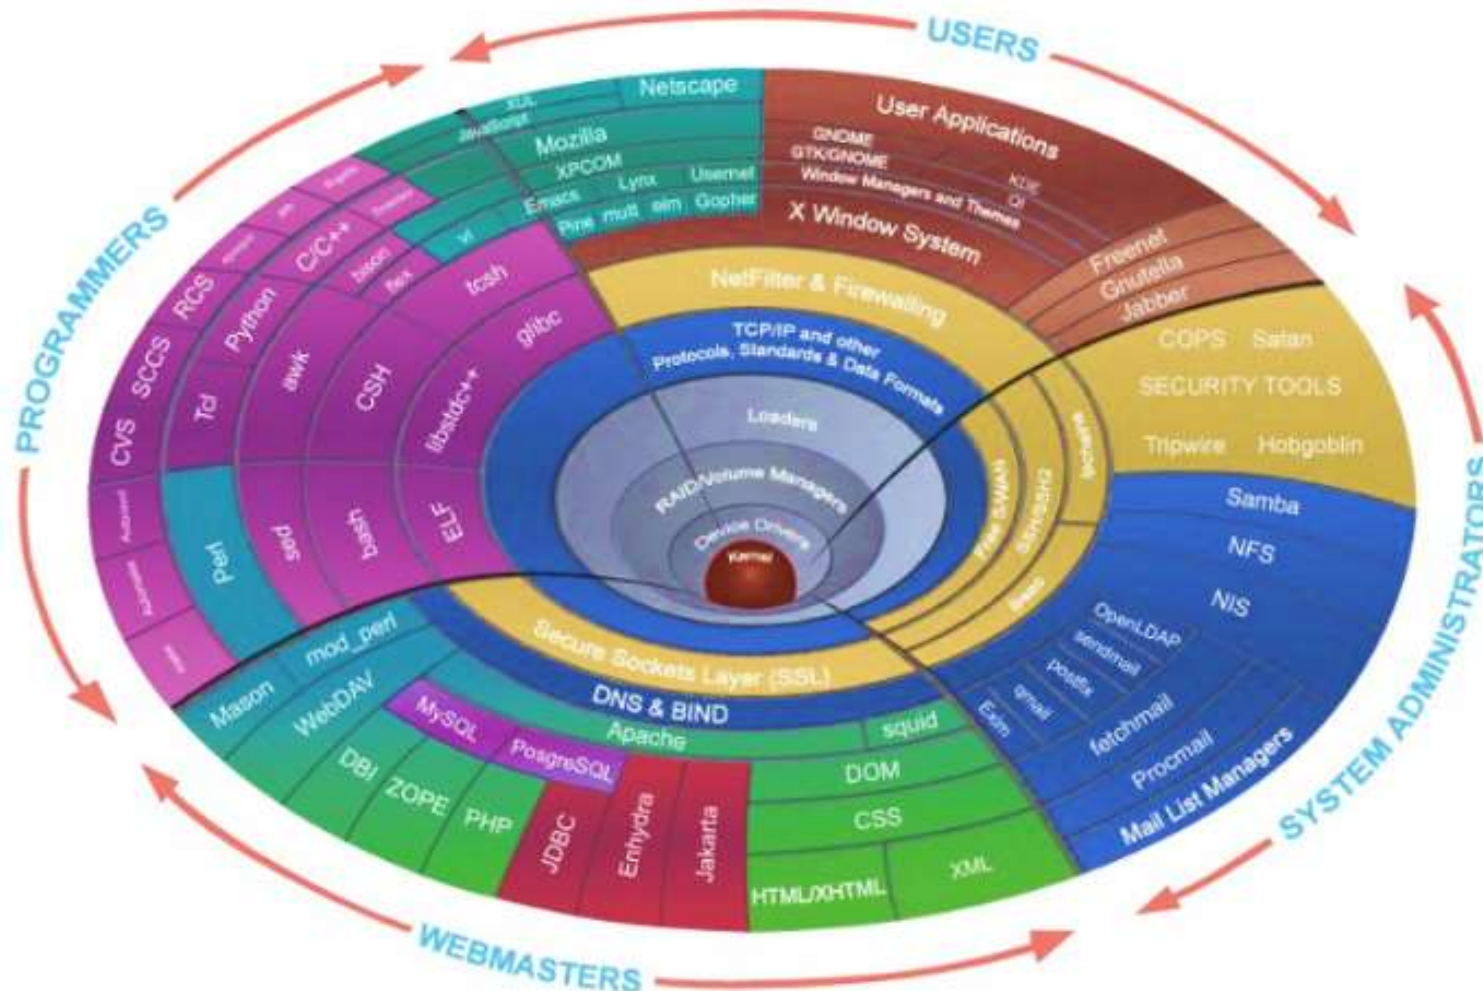 USERS
XUL
Netscape
JavaScript
Mozilla
XPCOM
Emacs
Lynx
Usernet
vi
Pine
mutt
elm
Gopher
User Applications
GNOME
KDE
GTK/GNOME
Qt
Window Managers and Themes
X Window System
Freenet
Gnutella
Jabber
NetFilter & Firewalling
TCP/IP and other
Protocols, Standards & Data Formats
Loaders
RAID/Volume Managers
Device Drivers
Kernel
PROGRAMMERS
C/C++
bison
flex
tcsh
glibc
RCS
SCCS
CVS
Python
Tcl
awk
CSH
libstdc++
Perl
sed
bash
ELF
Autoconf
Automake
COPS
Satan
SECURITY TOOLS
Tripwire
Hobgoblin
Free S/WAN
SSH/SSH2
SYSTEM ADMINISTRATORS
Samba
NFS
NIS
OpenLDAP
sendmail
postfix
qmail
Exim
fetchmail
Procmail
Mail List Managers
Secure Sockets Layer (SSL)
DNS & BIND
Apache
squid
mod_perl
Mason
WebDAV
MySQL
PosgreSQL
DBI
ZOPE
PHP
JDBC
Enhydra
Jakarta
DOM
CSS
HTML/XHTML
XML
WEBMASTERS